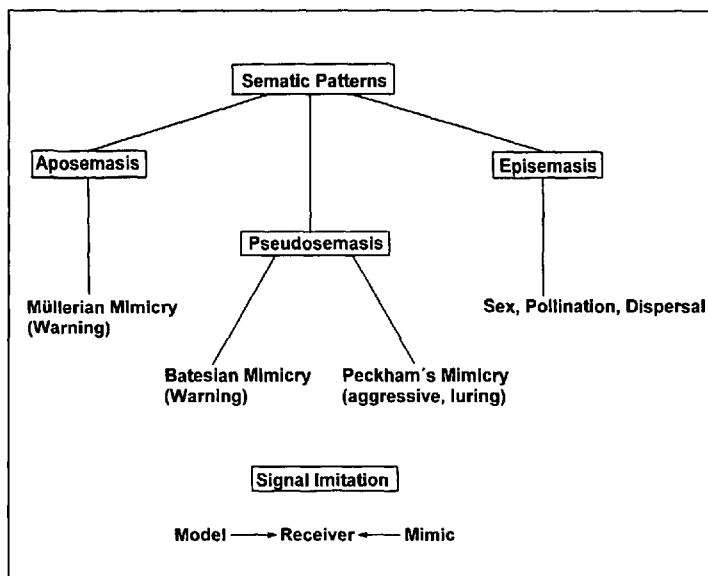 Sematic Patterns
Aposemasis
Episemasis
Pseudosemasis
Müllerian Mimicry
(Warning)
Sex, Pollination, Dispersal
Batesian Mimicry
(Warning)
Peckham´s Mimicry
(aggressive, luring)
Signal Imitation
Model Receiver Mimic